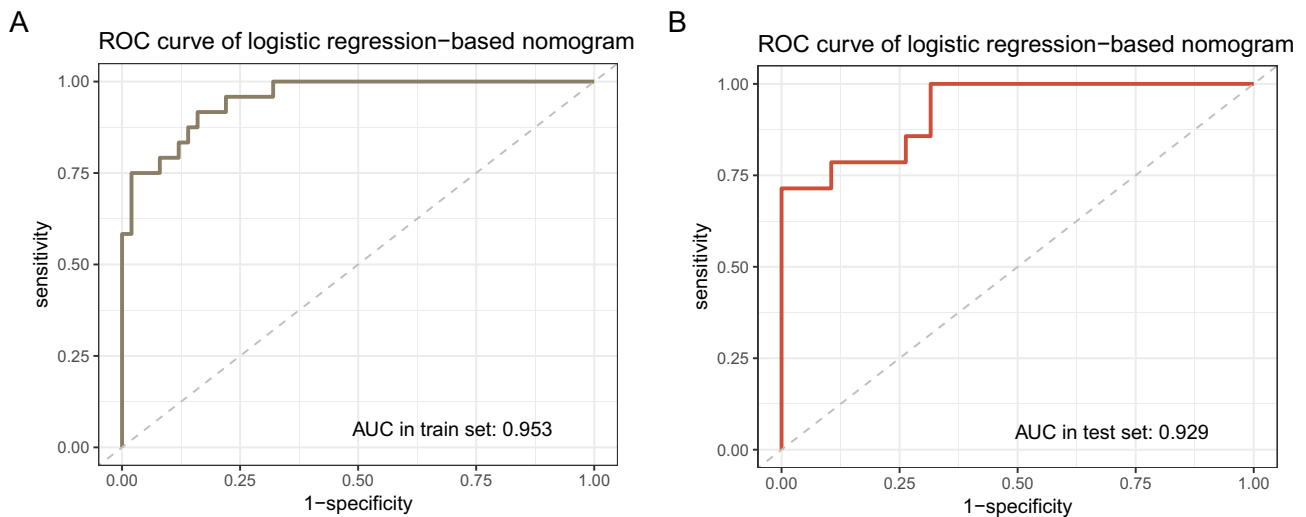 A
ROC curve of logistic regression−based nomogram
1.00
0.75
0.50
0.25
0.00
sensitivity
AUC in train set: 0.953
0.00 0.25 0.50 0.75 1.00
1−specificity
B
ROC curve of logistic regression−based nomogram
1.00
0.75
0.50
0.25
0.00
sensitivity
AUC in test set: 0.929
0.00 0.25 0.50 0.75 1.00
1−specificity